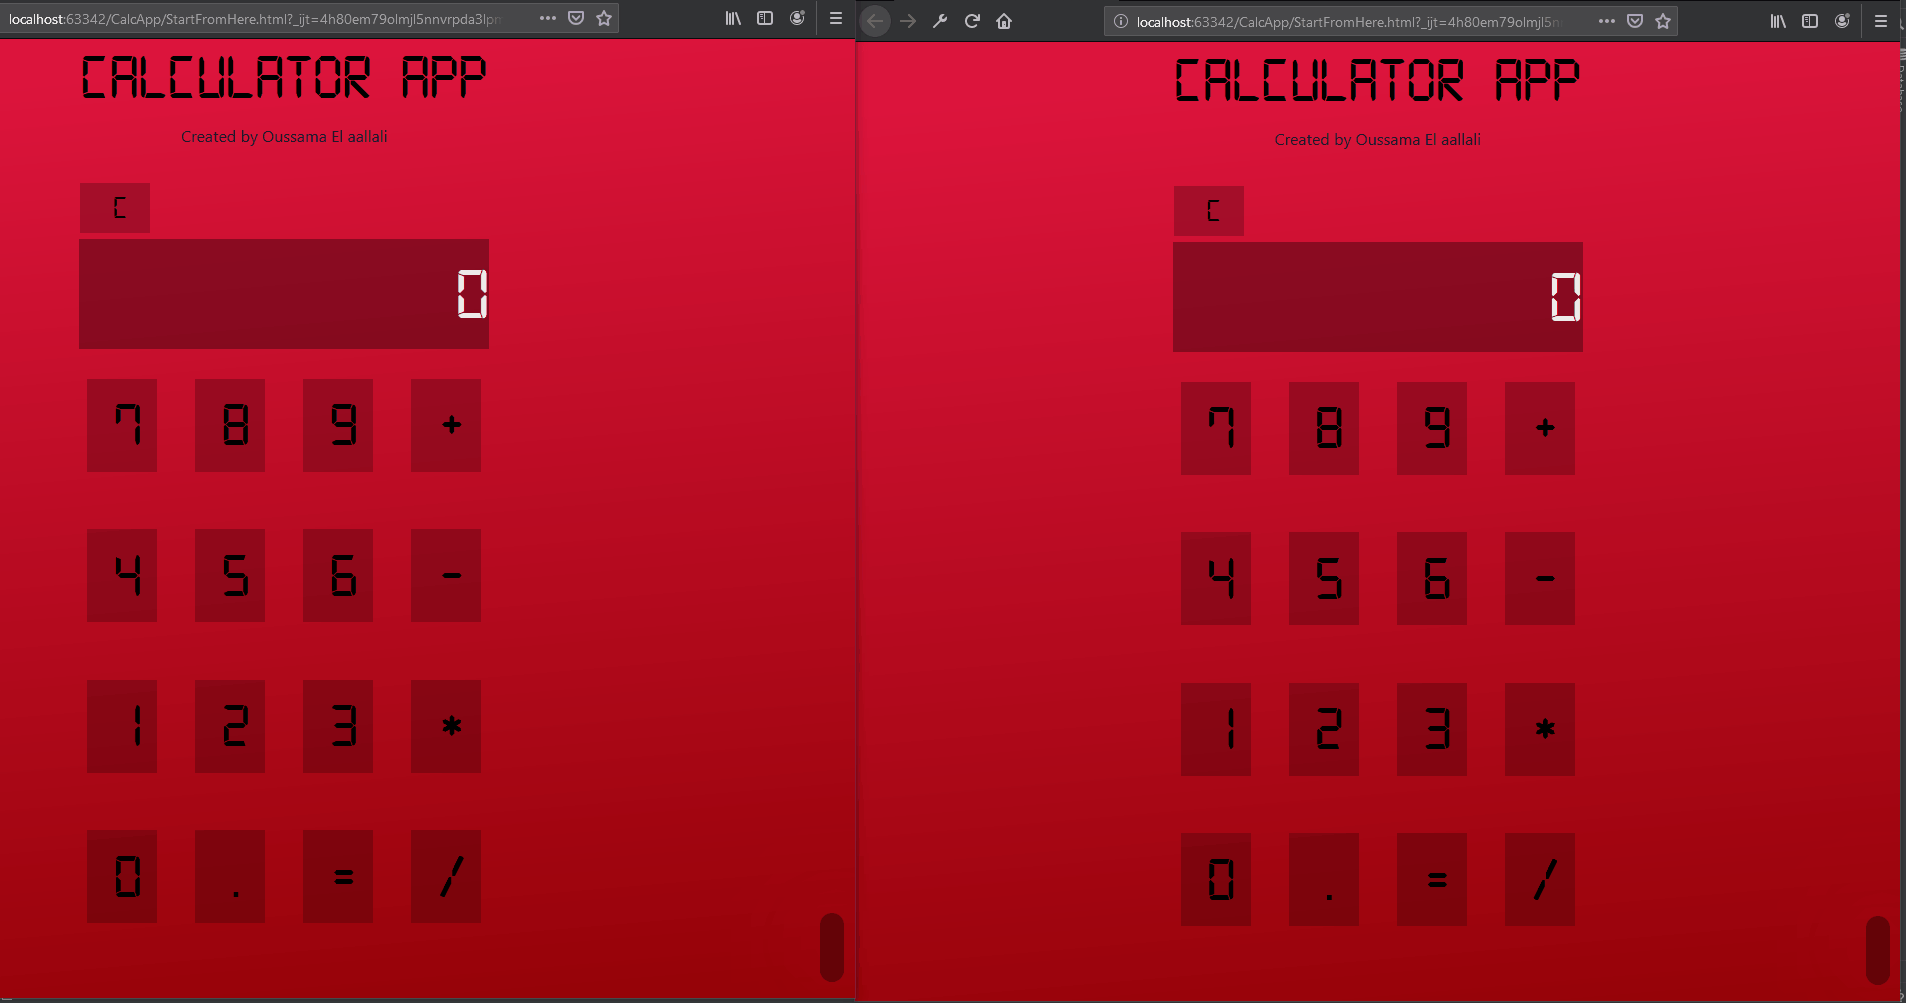 localhost:63342/CalcApp/StartFromHere.html?_ijt=4h80em79olmjl5nnvrpda3lpm
CALCULATOR APP
Created by Oussama El aallali
C
0
7 8 9 +
4 5 6 -
1 2 3 *
0 . = /
localhost:63342/CalcApp/StartFromHere.html?_ijt=4h80em79olmjl5n
CALCULATOR APP
Created by Oussama El aallali
C
0
7 8 9 +
4 5 6 -
1 2 3 *
0 . = /